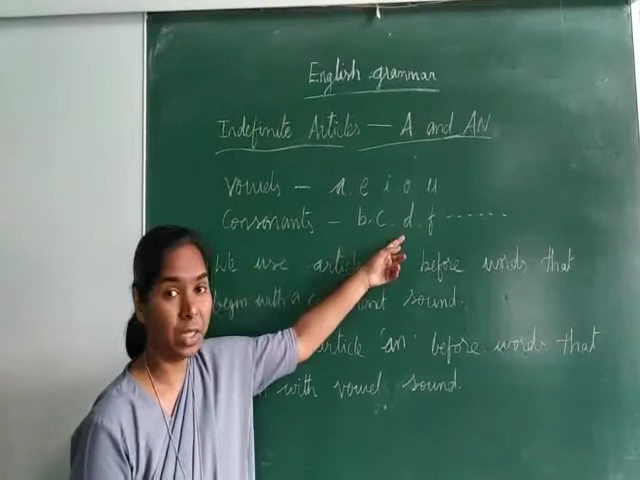 English grammar
Indefinite Articles — A and AN
Vowels - a e i o u
Consonants - b c d f ------
We use before words that
with a sound.
article 'an' before words that
with vowel sound.